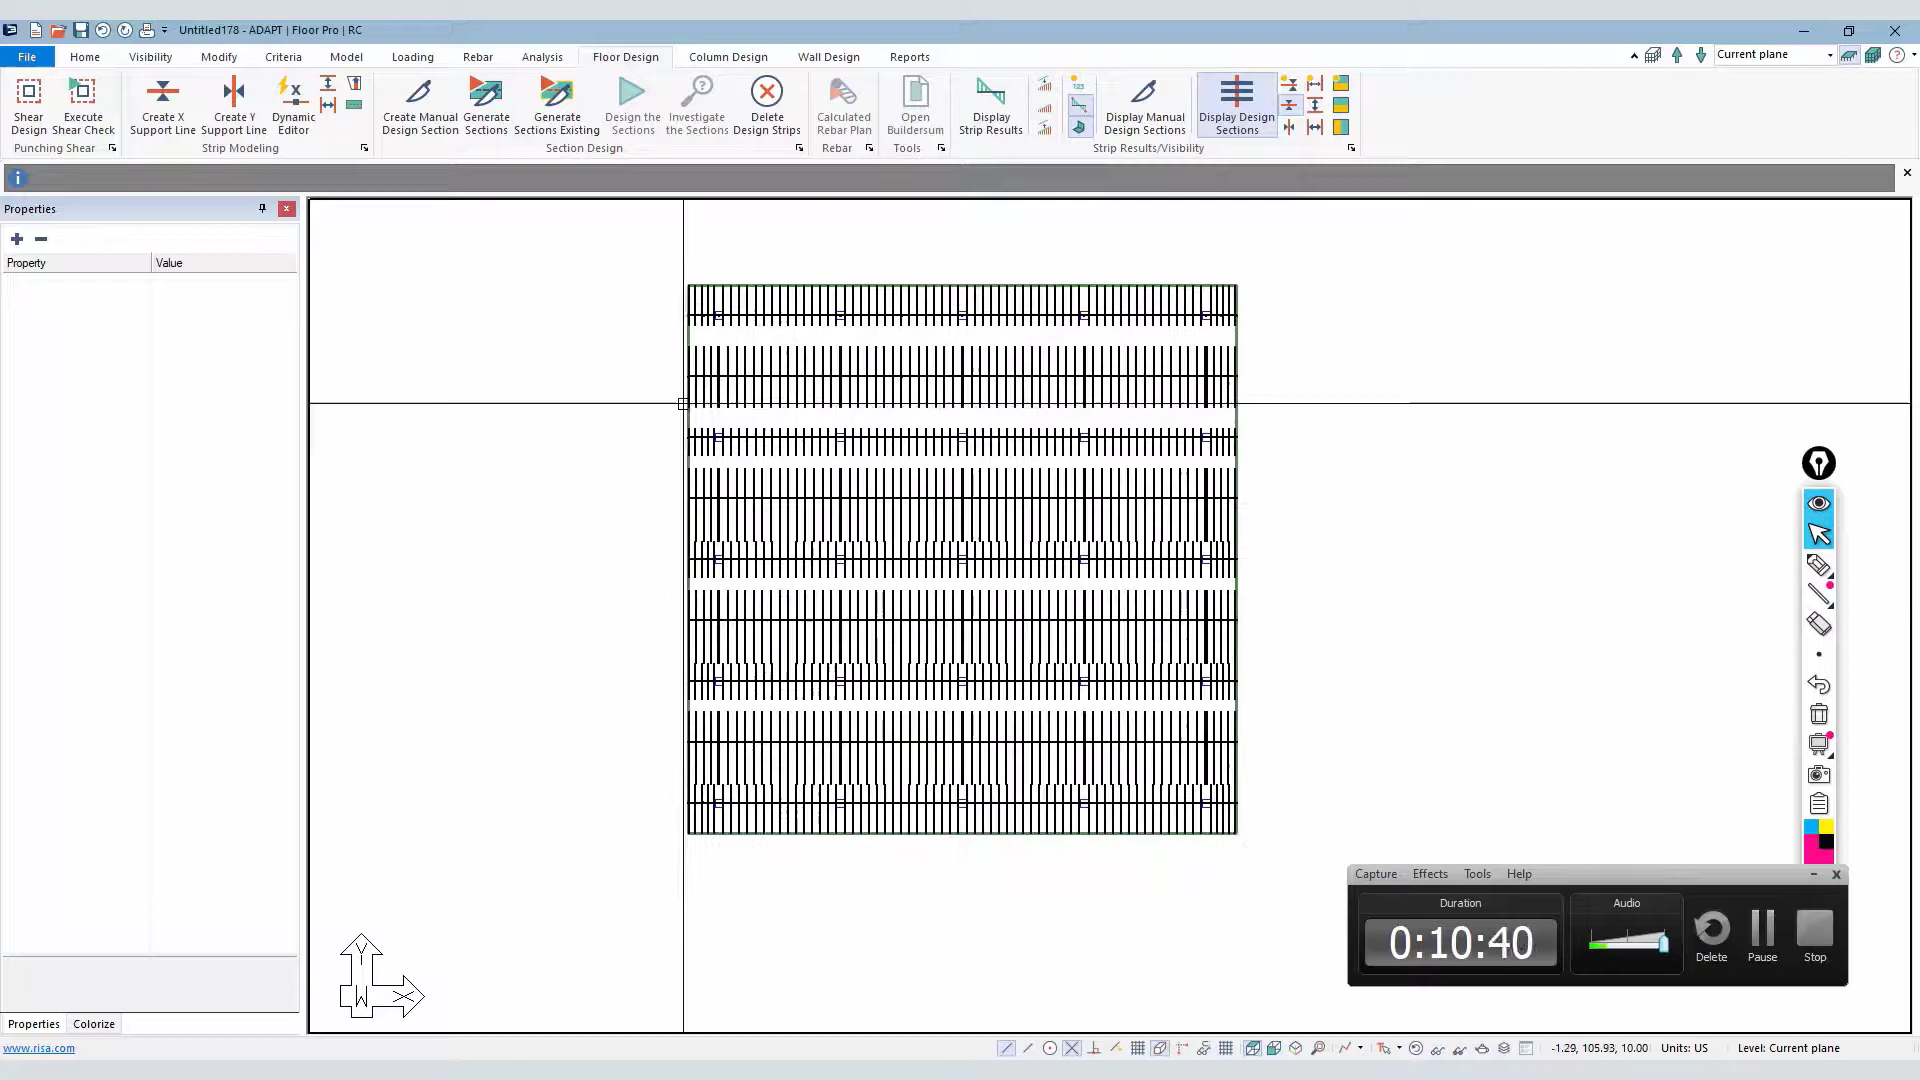 Untitled178 - ADAPT | Floor Pro | RC
File Home Visibility Modify Criteria Model Loading Rebar Analysis Floor Design Column Design Wall Design Reports Current plane
Shear Design
Execute Shear Check
Create X Support Line
Create Y Support Line
Dynamic Editor
Create Manual Design Section
Generate Sections
Generate Sections Existing
Design the Sections
Investigate the Sections
Delete Design Strips
Calculated Rebar Plan
Open Buildersum
Display Strip Results
Display Manual Design Sections
Display Design Sections
Punching Shear Strip Modeling Section Design Rebar Tools Strip Results/Visibility
Properties
Property Value
Y
W X
Capture Effects Tools Help
Duration Audio
0:10:40
Delete Pause Stop
Properties Colorize
www.risa.com
-1.29, 105.93, 10.00 Units: US Level: Current plane